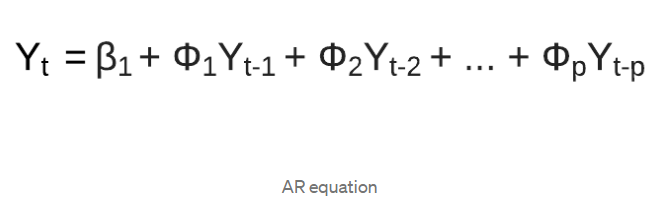 Yₜ = β₁ + Φ₁Yₜ₋₁ + Φ₂Yₜ₋₂ + ... + ΦₚYₜ₋ₚ
AR equation